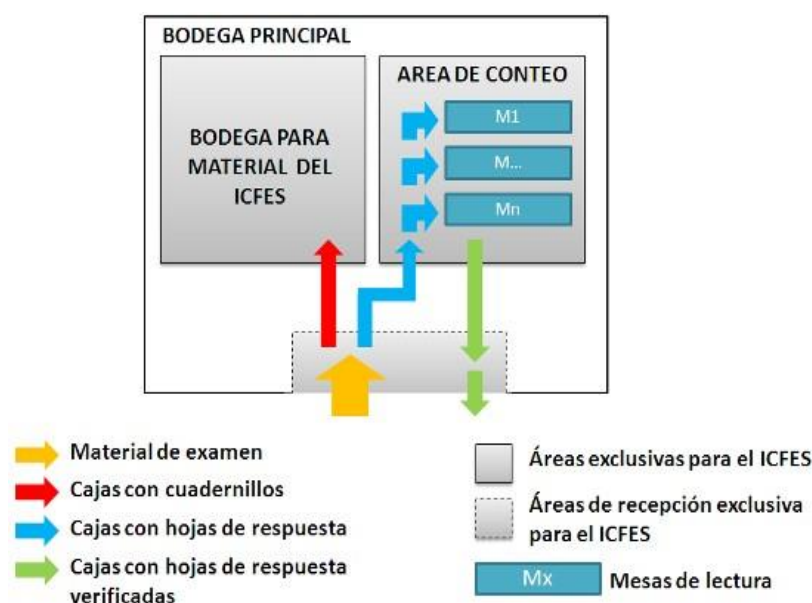 BODEGA PRINCIPAL
BODEGA PARA
MATERIAL DEL
ICFES
AREA DE CONTEO
M1
M...
Mn
Material de examen
Cajas con cuadernillos
Cajas con hojas de respuesta
Cajas con hojas de respuesta
verificadas
Áreas exclusivas para el ICFES
Áreas de recepción exclusiva
para el ICFES
Mx
Mesas de lectura